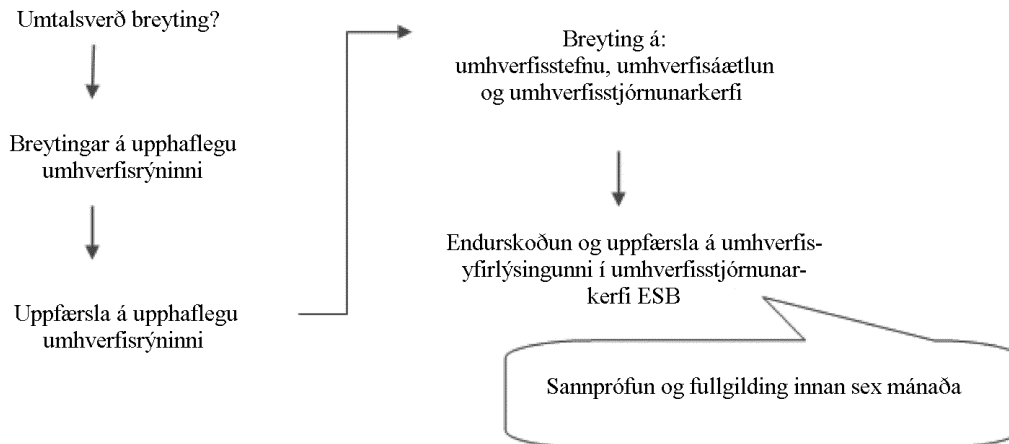 Umtalsverð breyting?
Breytingar á upphaflegu
umhverfisrýninni
Uppfærsla á upphaflegu
umhverfisrýninni
Breyting á:
umhverfisstefnu, umhverfisáætlun
og umhverfisstjórnunarkerfi
Endurskoðun og uppfærsla á umhverfis-
yfirlýsingunni í umhverfisstjórnunar-
kerfi ESB
Sannprófun og fullgilding innan sex mánaða